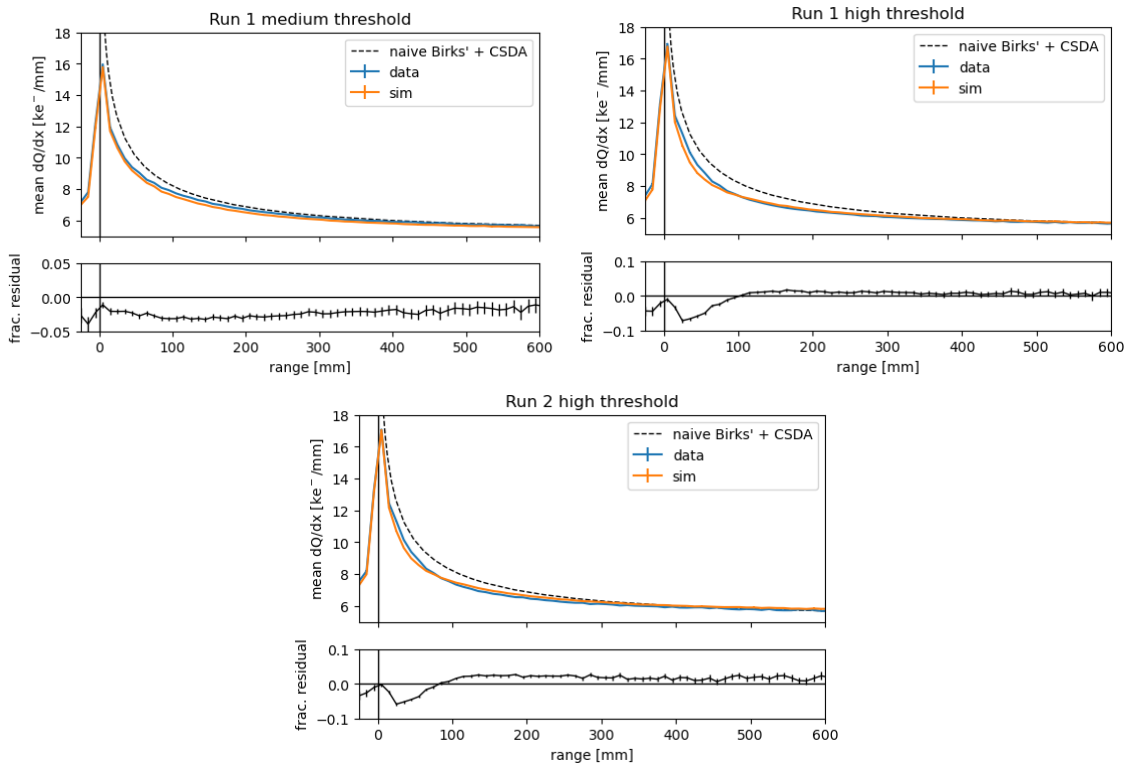 Run 1 medium threshold
18
16
14
12
10
8
6
mean dQ/dx [ke⁻/mm]
naive Birks' + CSDA
data
sim
0.05
0.00
−0.05
frac. residual
0
100
200
300
400
500
600
range [mm]
Run 1 high threshold
18
16
14
12
10
8
6
mean dQ/dx [ke⁻/mm]
naive Birks' + CSDA
data
sim
0.1
0.0
−0.1
frac. residual
0
100
200
300
400
500
600
range [mm]
Run 2 high threshold
18
16
14
12
10
8
6
mean dQ/dx [ke⁻/mm]
naive Birks' + CSDA
data
sim
0.1
0.0
−0.1
frac. residual
0
100
200
300
400
500
600
range [mm]